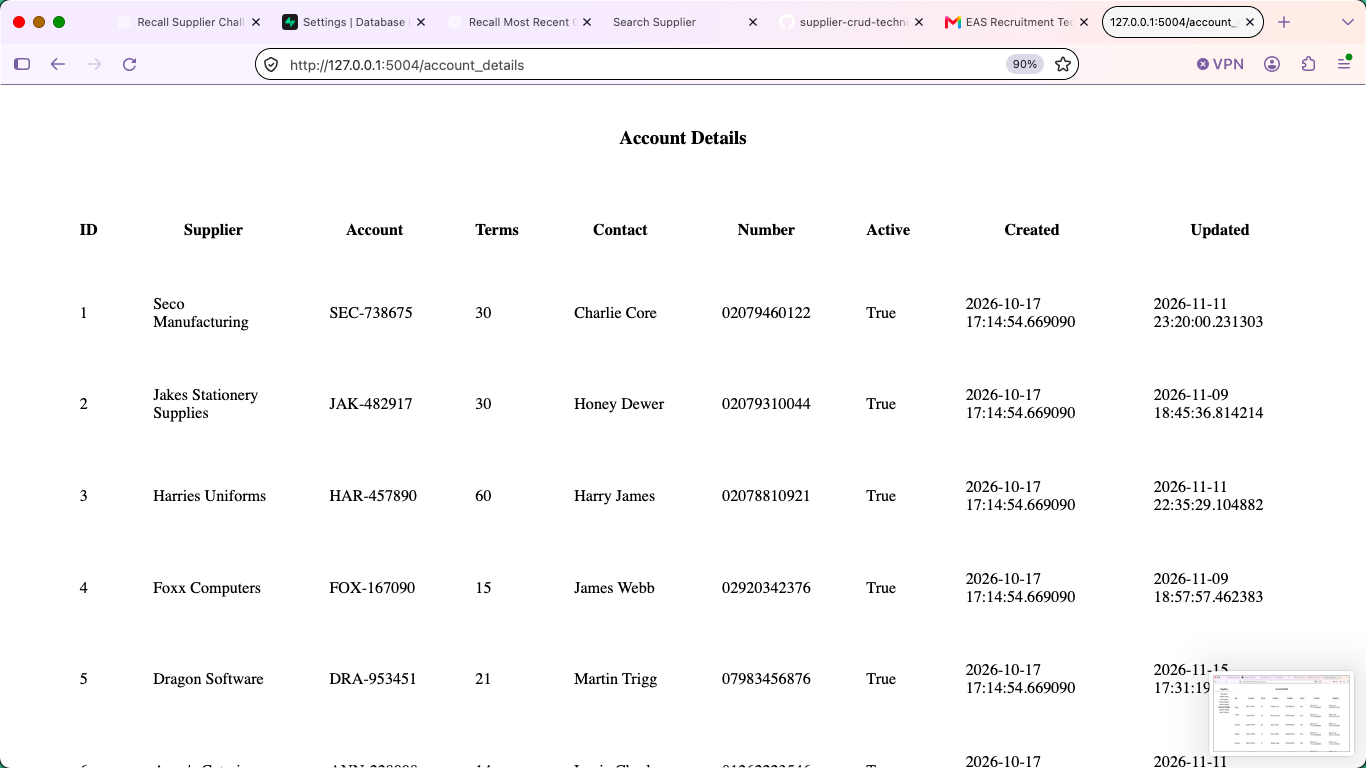 Recall Supplier Chall
Settings | Database
Recall Most Recent
Search Supplier
supplier-crud-techni
EAS Recruitment Tec
127.0.0.1:5004/account_
http://127.0.0.1:5004/account_details
90%
VPN
Account Details
ID Supplier Account Terms Contact Number Active Created Updated
1 Seco Manufacturing SEC-738675 30 Charlie Core 02079460122 True 2026-10-17 17:14:54.669090 2026-11-11 23:20:00.231303
2 Jakes Stationery Supplies JAK-482917 30 Honey Dewer 02079310044 True 2026-10-17 17:14:54.669090 2026-11-09 18:45:36.814214
3 Harries Uniforms HAR-457890 60 Harry James 02078810921 True 2026-10-17 17:14:54.669090 2026-11-11 22:35:29.104882
4 Foxx Computers FOX-167090 15 James Webb 02920342376 True 2026-10-17 17:14:54.669090 2026-11-09 18:57:57.462383
5 Dragon Software DRA-953451 21 Martin Trigg 07983456876 True 2026-10-17 17:14:54.669090 2026-11-15 17:31:19
2026-10-17 2026-11-11